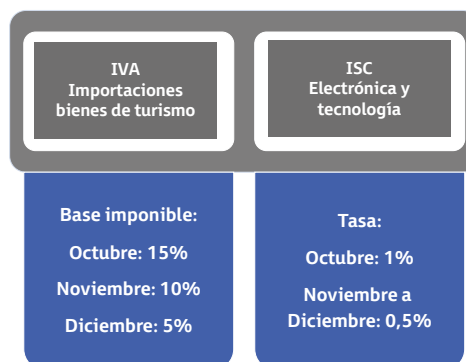 IVA
Importaciones
bienes de turismo
ISC
Electrónica y
tecnología
Base imponible:
Octubre: 15%
Noviembre: 10%
Diciembre: 5%
Tasa:
Octubre: 1%
Noviembre a
Diciembre: 0,5%